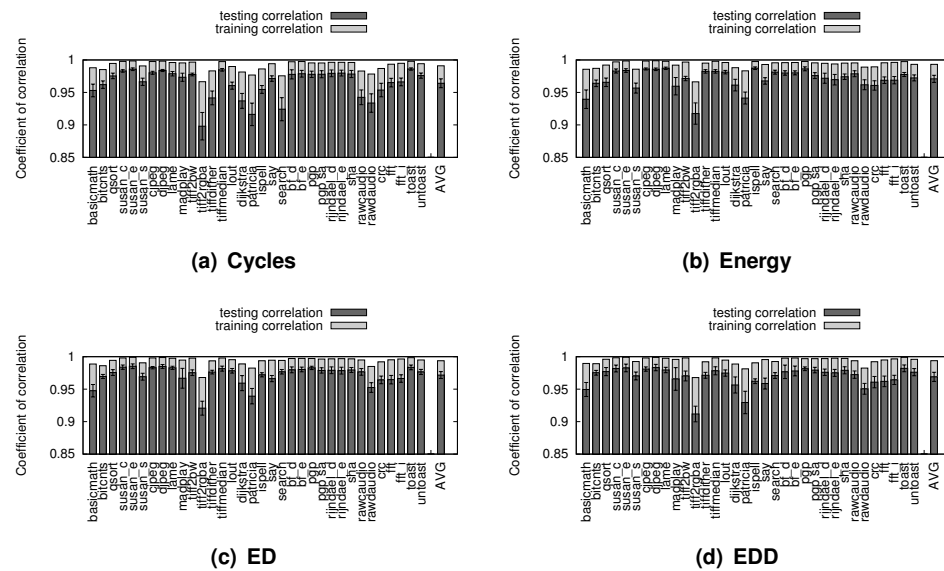 testing correlation
training correlation
Coefficient of correlation
1
0.95
0.9
0.85
basicmath
bitcnts
qsort
susan_c
susan_e
susan_s
cjpeg
djpeg
lame
madplay
tiff2bw
tiff2rgba
tiffdither
tiffmedian
lout
dijkstra
patricia
ispell
say
search
bf_d
bf_e
pgp
pgp_sa
rijndael_d
rijndael_e
sha
rawcaudio
rawdaudio
crc
fft
fft_i
toast
untoast
AVG
(a) Cycles
testing correlation
training correlation
Coefficient of correlation
1
0.95
0.9
0.85
basicmath
bitcnts
qsort
susan_c
susan_e
susan_s
cjpeg
djpeg
lame
madplay
tiff2bw
tiff2rgba
tiffdither
tiffmedian
lout
dijkstra
patricia
ispell
say
search
bf_d
bf_e
pgp
pgp_sa
rijndael_d
rijndael_e
sha
rawcaudio
rawdaudio
crc
fft
fft_i
toast
untoast
AVG
(b) Energy
testing correlation
training correlation
Coefficient of correlation
1
0.95
0.9
0.85
basicmath
bitcnts
qsort
susan_c
susan_e
susan_s
cjpeg
djpeg
lame
madplay
tiff2bw
tiff2rgba
tiffdither
tiffmedian
lout
dijkstra
patricia
ispell
say
search
bf_d
bf_e
pgp
pgp_sa
rijndael_d
rijndael_e
sha
rawcaudio
rawdaudio
crc
fft
fft_i
toast
untoast
AVG
(c) ED
testing correlation
training correlation
Coefficient of correlation
1
0.95
0.9
0.85
basicmath
bitcnts
qsort
susan_c
susan_e
susan_s
cjpeg
djpeg
lame
madplay
tiff2bw
tiff2rgba
tiffdither
tiffmedian
lout
dijkstra
patricia
ispell
say
search
bf_d
bf_e
pgp
pgp_sa
rijndael_d
rijndael_e
sha
rawcaudio
rawdaudio
crc
fft
fft_i
toast
untoast
AVG
(d) EDD